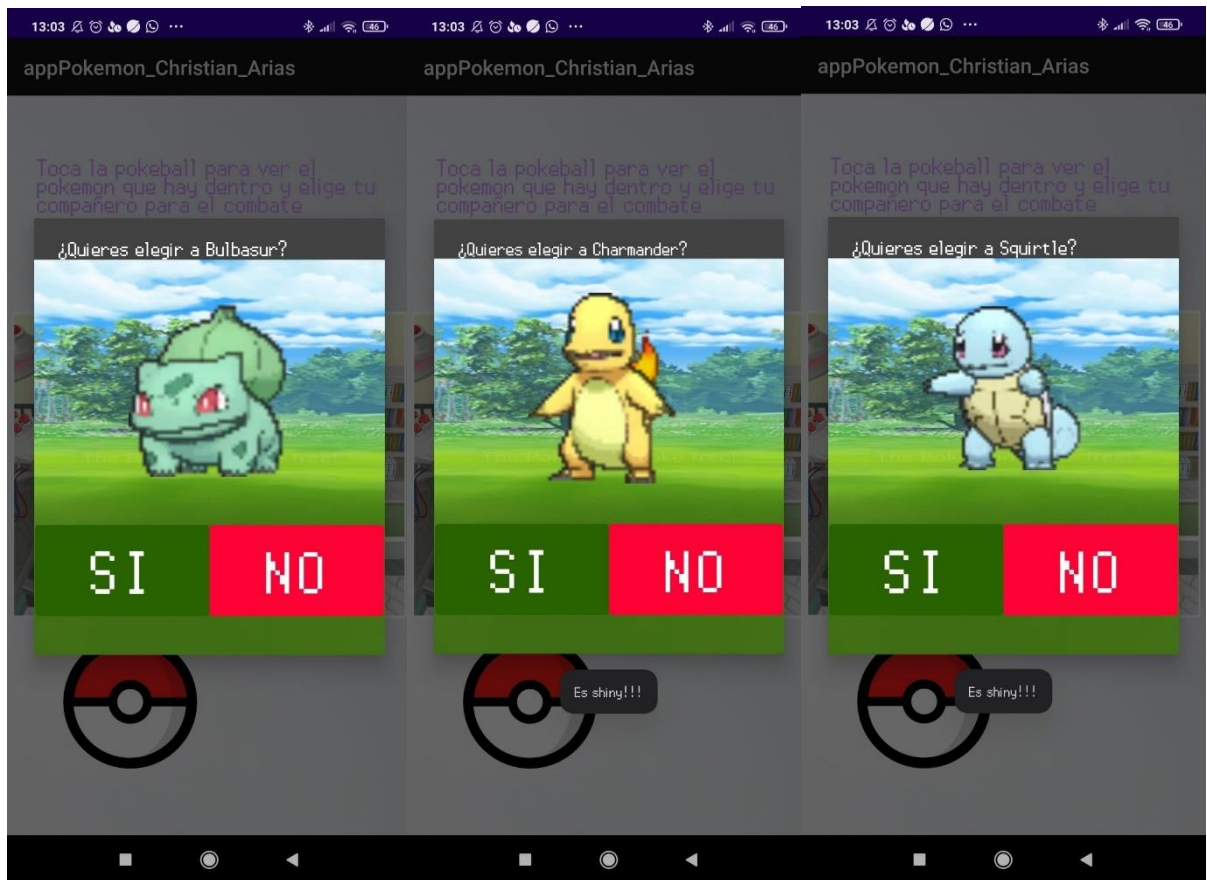 13:03
46
appPokemon_Christian_Arias
Toca la pokeball para ver el
pokemon que hay dentro y elige tu
compañero para el combate
¿Quieres elegir a Bulbasur?
SI
NO
13:03
46
appPokemon_Christian_Arias
Toca la pokeball para ver el
pokemon que hay dentro y elige tu
compañero para el combate
¿Quieres elegir a Charmander?
SI
NO
Es shiny!!!
13:03
46
appPokemon_Christian_Arias
Toca la pokeball para ver el
pokemon que hay dentro y elige tu
compañero para el combate
¿Quieres elegir a Squirtle?
SI
NO
Es shiny!!!